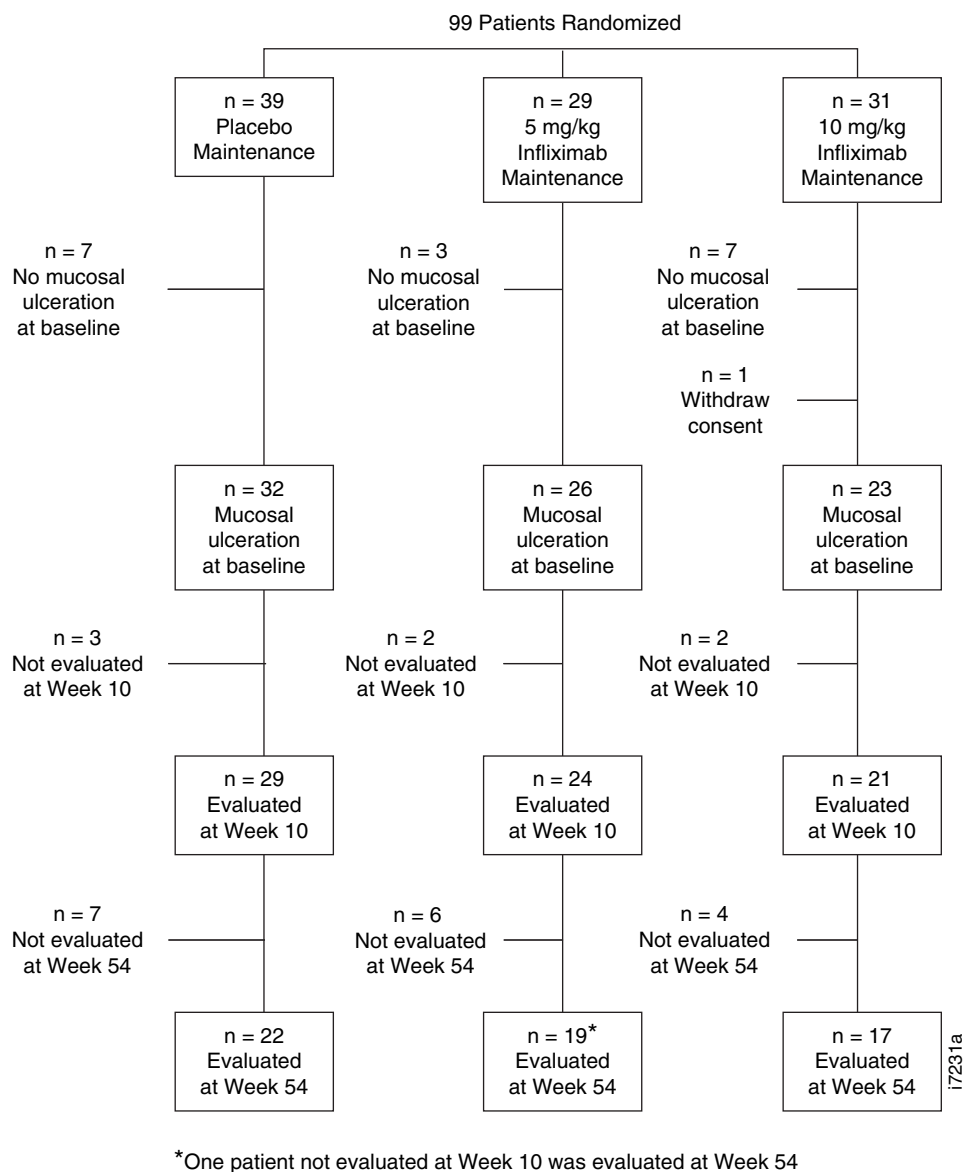 99 Patients Randomized
n = 39
Placebo
Maintenance
n = 29
5 mg/kg
Infliximab
Maintenance
n = 31
10 mg/kg
Infliximab
Maintenance
n = 7
No mucosal
ulceration
at baseline
n = 3
No mucosal
ulceration
at baseline
n = 7
No mucosal
ulceration
at baseline
n = 1
Withdraw
consent
n = 32
Mucosal
ulceration
at baseline
n = 26
Mucosal
ulceration
at baseline
n = 23
Mucosal
ulceration
at baseline
n = 3
Not evaluated
at Week 10
n = 2
Not evaluated
at Week 10
n = 2
Not evaluated
at Week 10
n = 29
Evaluated
at Week 10
n = 24
Evaluated
at Week 10
n = 21
Evaluated
at Week 10
n = 7
Not evaluated
at Week 54
n = 6
Not evaluated
at Week 54
n = 4
Not evaluated
at Week 54
n = 22
Evaluated
at Week 54
n = 19*
Evaluated
at Week 54
n = 17
Evaluated
at Week 54
i7231a
*One patient not evaluated at Week 10 was evaluated at Week 54